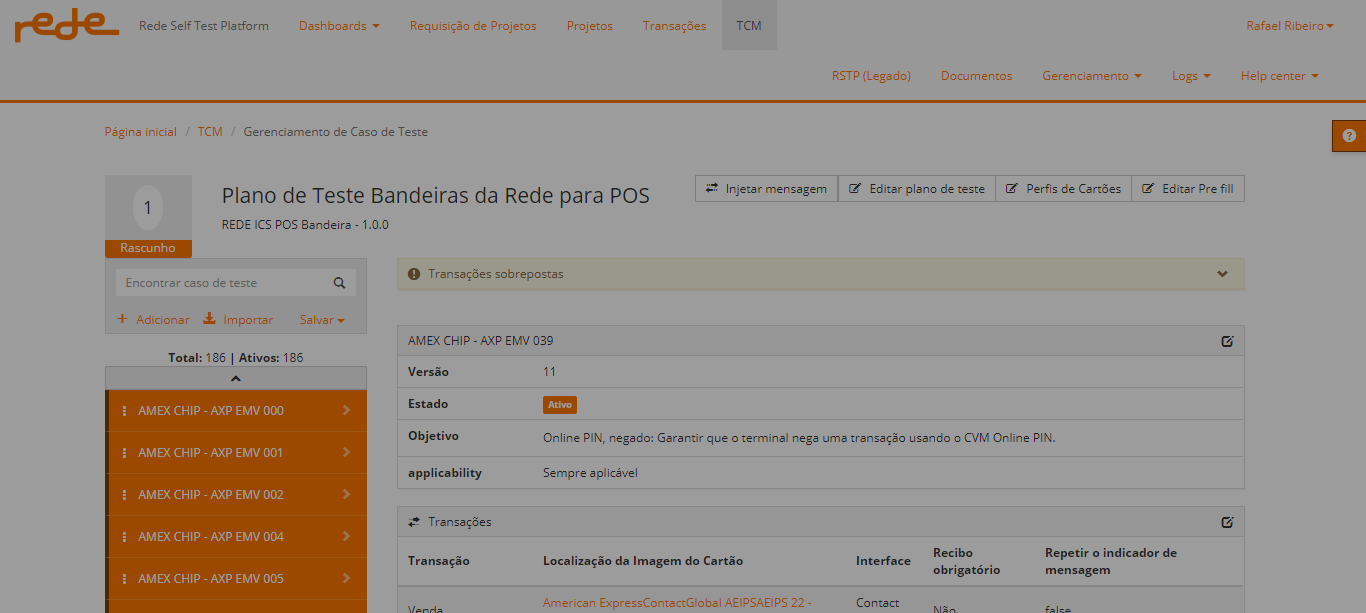 rede
Rede Self Test Platform
Dashboards
Requisição de Projetos
Projetos
Transações
TCM
Rafael Ribeiro
RSTP (Legado)
Documentos
Gerenciamento
Logs
Help center
Página inicial / TCM / Gerenciamento de Caso de Teste
1
Rascunho
Plano de Teste Bandeiras da Rede para POS
REDE ICS POS Bandeira - 1.0.0
Injetar mensagem
Editar plano de teste
Perfis de Cartões
Editar Pre fill
Encontrar caso de teste
+ Adicionar
Importar
Salvar
Total: 186 | Ativos: 186
AMEX CHIP - AXP EMV 000
AMEX CHIP - AXP EMV 001
AMEX CHIP - AXP EMV 002
AMEX CHIP - AXP EMV 004
AMEX CHIP - AXP EMV 005
Transações sobrepostas
AMEX CHIP - AXP EMV 039
Versão 11
Estado Ativo
Objetivo Online PIN, negado: Garantir que o terminal nega uma transação usando o CVM Online PIN.
applicability Sempre aplicável
Transações
Transação
Localização da Imagem do Cartão
Interface
Recibo
obrigatório
Repetir o indicador de
mensagem
Venda
American ExpressContactGlobal AEIPSAEIPS 22 -
Contact
Não
false